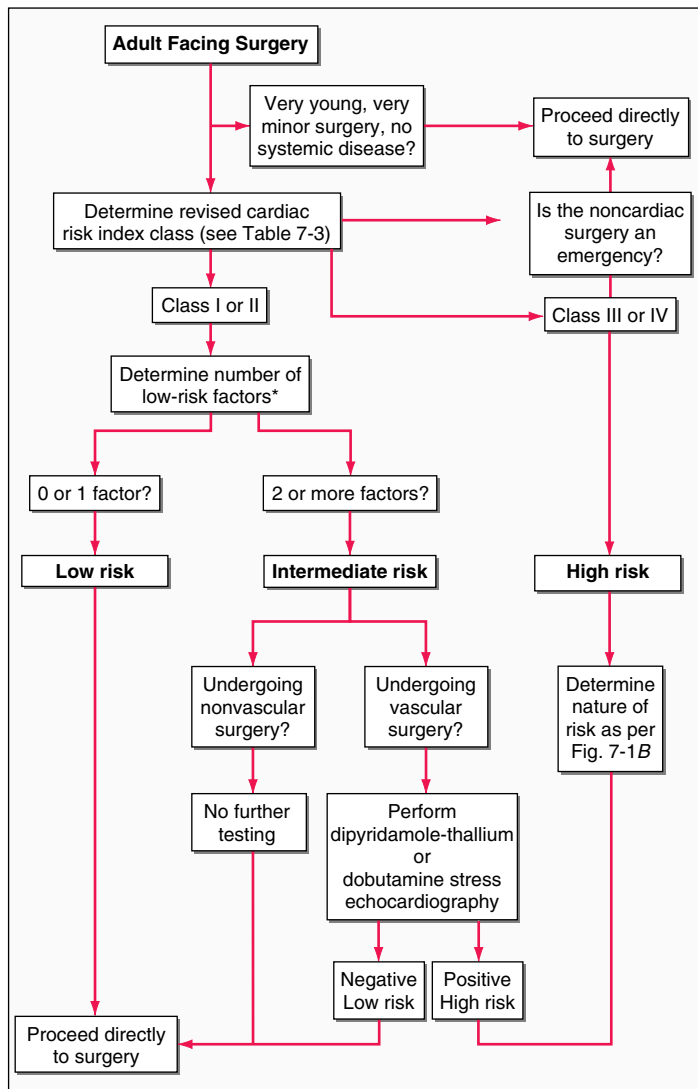 Adult Facing Surgery
Very young, very
minor surgery, no
systemic disease?
Proceed directly
to surgery
Determine revised cardiac
risk index class (see Table 7-3)
Is the noncardiac
surgery an
emergency?
Class I or II
Class III or IV
Determine number of
low-risk factors*
0 or 1 factor?
2 or more factors?
Low risk
Intermediate risk
High risk
Undergoing
nonvascular
surgery?
Undergoing
vascular
surgery?
Determine
nature of
risk as per
Fig. 7-1B
No further
testing
Perform
dipyridamole-thallium
or
dobutamine stress
echocardiography
Negative
Low risk
Positive
High risk
Proceed directly
to surgery